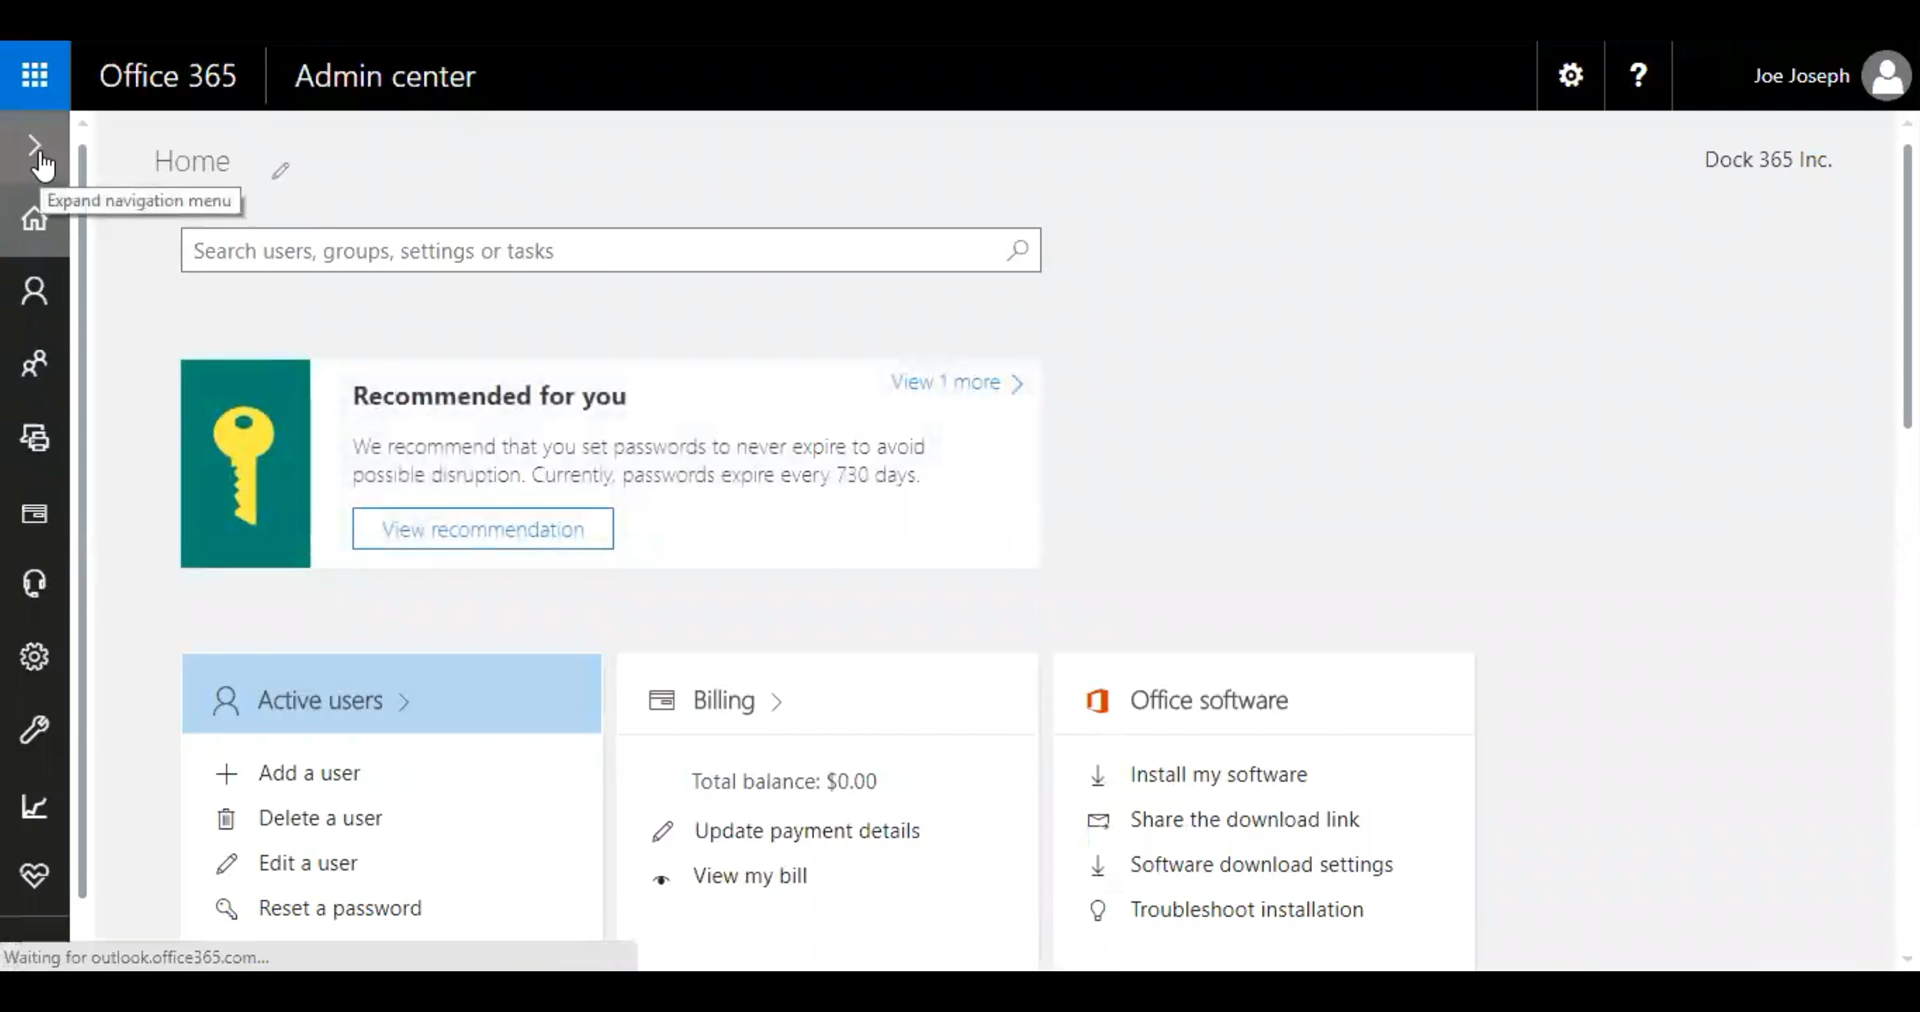 Office 365
Admin center
?
Joe Joseph
Home
Dock 365 Inc.
Expand navigation menu
Search users, groups, settings or tasks
Recommended for you
View 1 more
We recommend that you set passwords to never expire to avoid
possible disruption. Currently, passwords expire every 730 days.
View recommendation
Active users
Add a user
Delete a user
Edit a user
Reset a password
Billing
Total balance: $0.00
Update payment details
View my bill
Office software
Install my software
Share the download link
Software download settings
Troubleshoot installation
Waiting for outlook.office365.com...